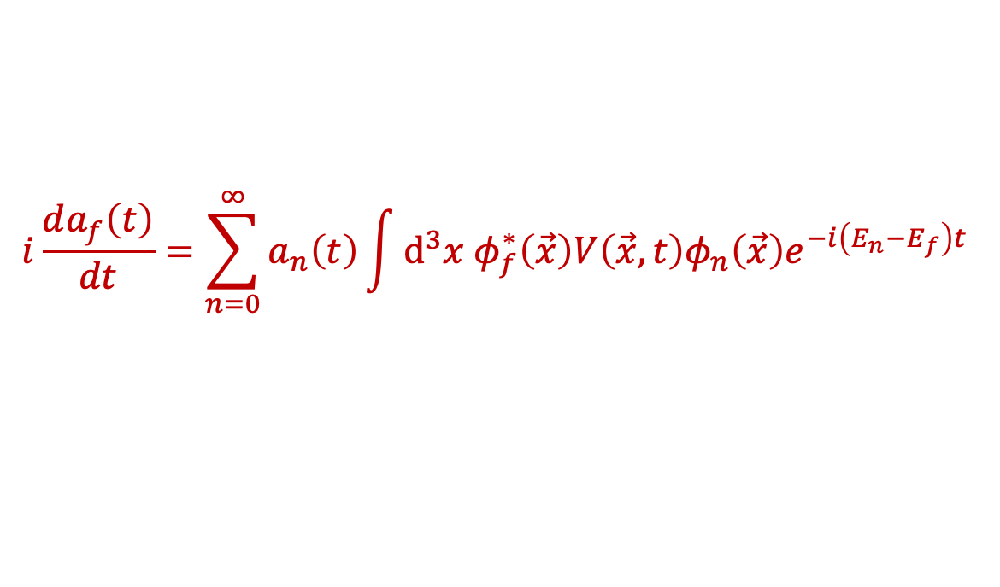 i da_f(t)/dt = ∑_{n=0}^{∞} a_n(t) ∫ d³x ϕ_f^*(x⃗)V(x⃗,t)ϕ_n(x⃗)e^{−i(E_n−E_f)t}